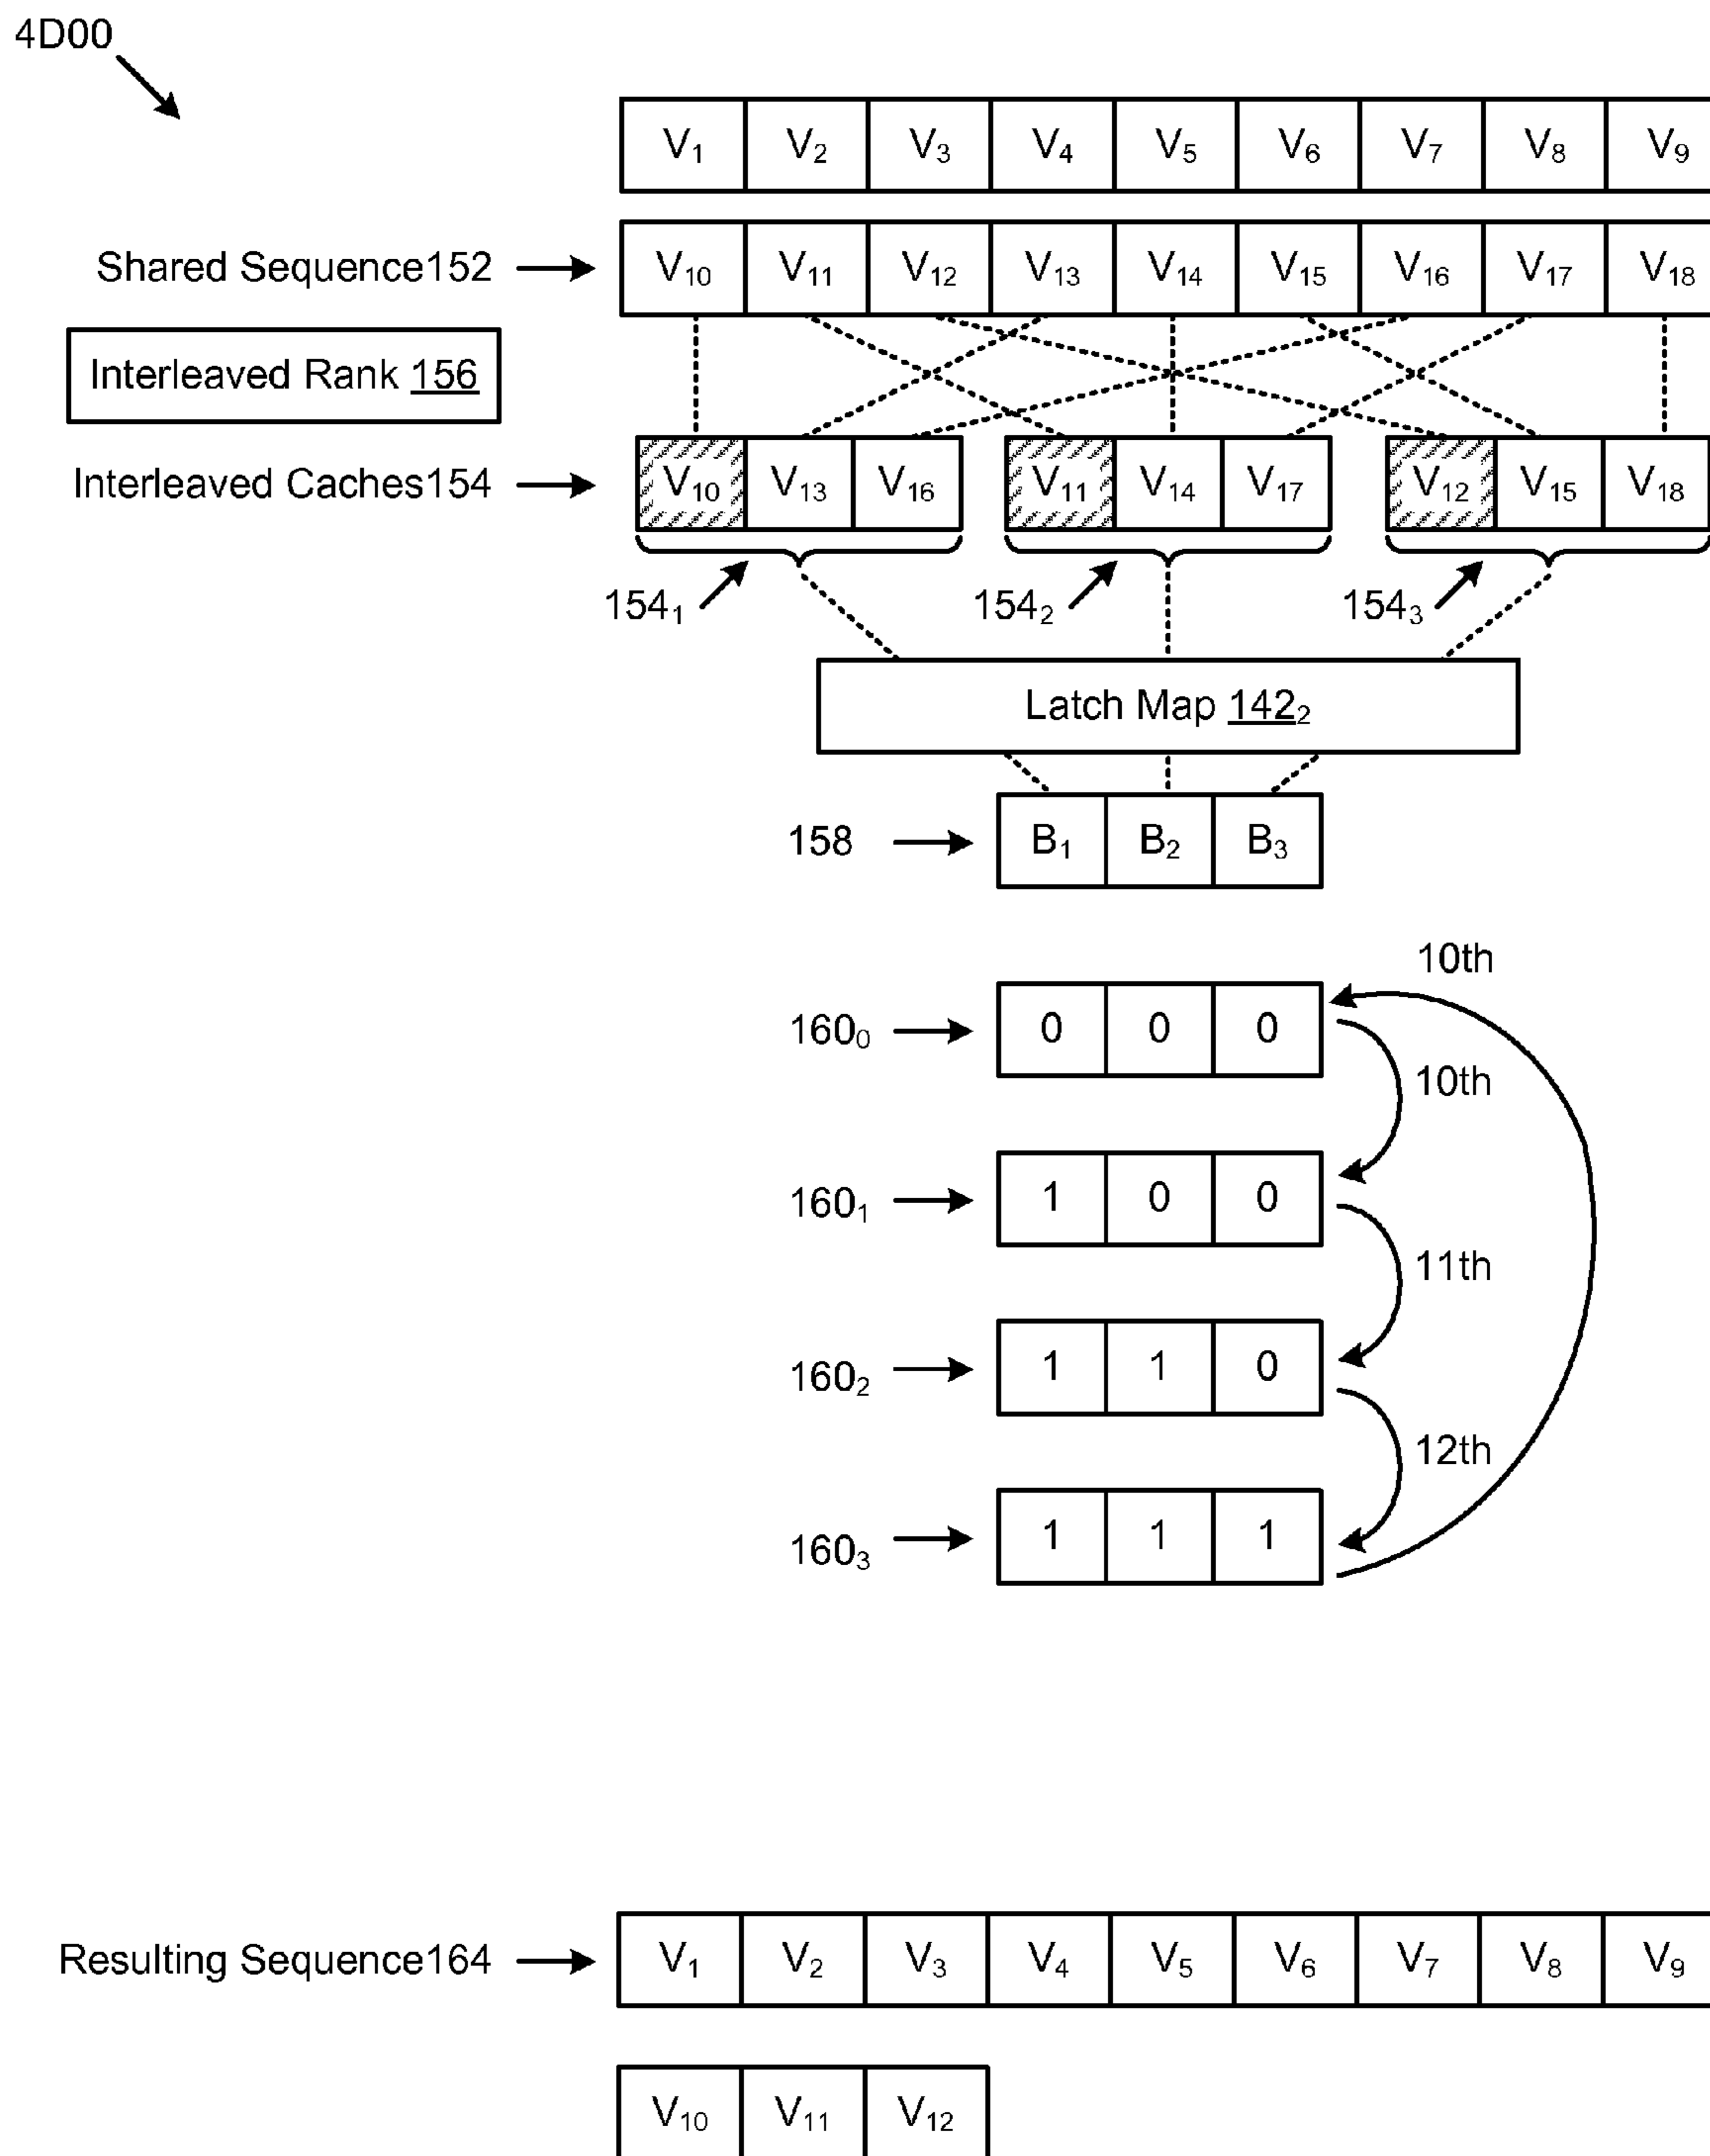 4D00
V₁ V₂ V₃ V₄ V₅ V₆ V₇ V₈ V₉
Shared Sequence152 V₁₀ V₁₁ V₁₂ V₁₃ V₁₄ V₁₅ V₁₆ V₁₇ V₁₈
Interleaved Rank 156
Interleaved Caches154 V₁₀ V₁₃ V₁₆ V₁₁ V₁₄ V₁₇ V₁₂ V₁₅ V₁₈
154₁ 154₂ 154₃
Latch Map 142₂
158 B₁ B₂ B₃
10th
160₀ 0 0 0
10th
160₁ 1 0 0
11th
160₂ 1 1 0
12th
160₃ 1 1 1
Resulting Sequence164 V₁ V₂ V₃ V₄ V₅ V₆ V₇ V₈ V₉
V₁₀ V₁₁ V₁₂